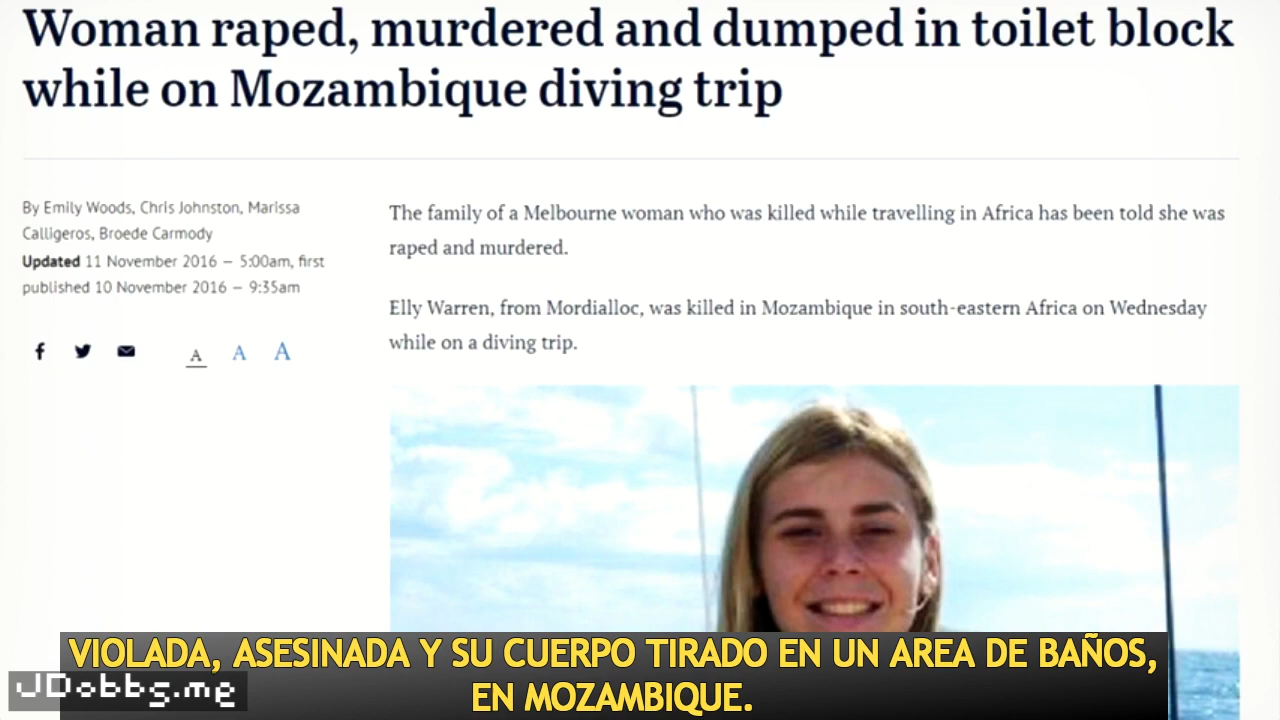 Woman raped, murdered and dumped in toilet block
while on Mozambique diving trip
By Emily Woods, Chris Johnston, Marissa
Calligeros, Broede Carmody
Updated 11 November 2016 – 5:00am, first
published 10 November 2016 – 9:35am
A A A
The family of a Melbourne woman who was killed while travelling in Africa has been told she was
raped and murdered.
Elly Warren, from Mordialloc, was killed in Mozambique in south-eastern Africa on Wednesday
while on a diving trip.
VIOLADA, ASESINADA Y SU CUERPO TIRADO EN UN AREA DE BAÑOS,
EN MOZAMBIQUE.
JDobbs.me